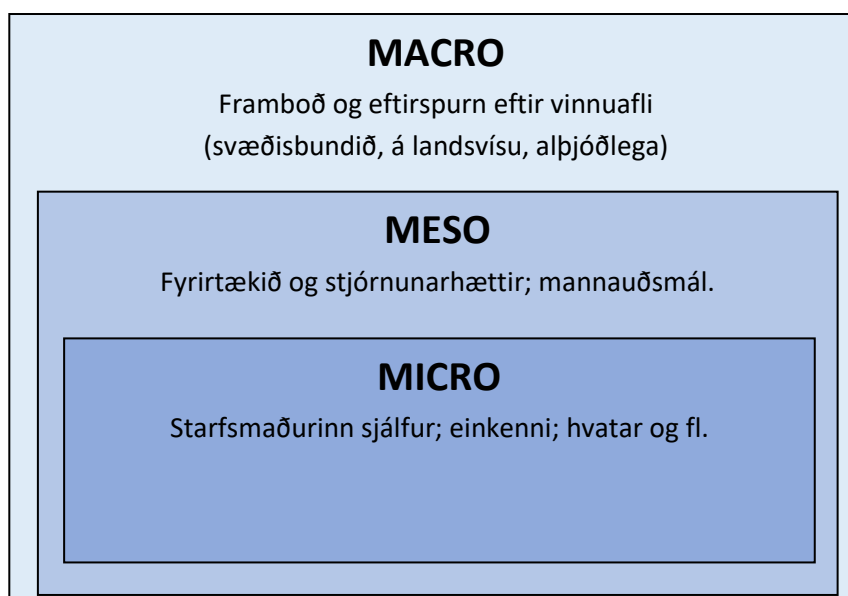 MACRO
Framboð og eftirspurn eftir vinnuafli
(svæðisbundið, á landsvísu, alþjóðlega)
MESO
Fyrirtækið og stjórnunarhættir; mannauðsmál.
MICRO
Starfsmaðurinn sjálfur; einkenni; hvatar og fl.